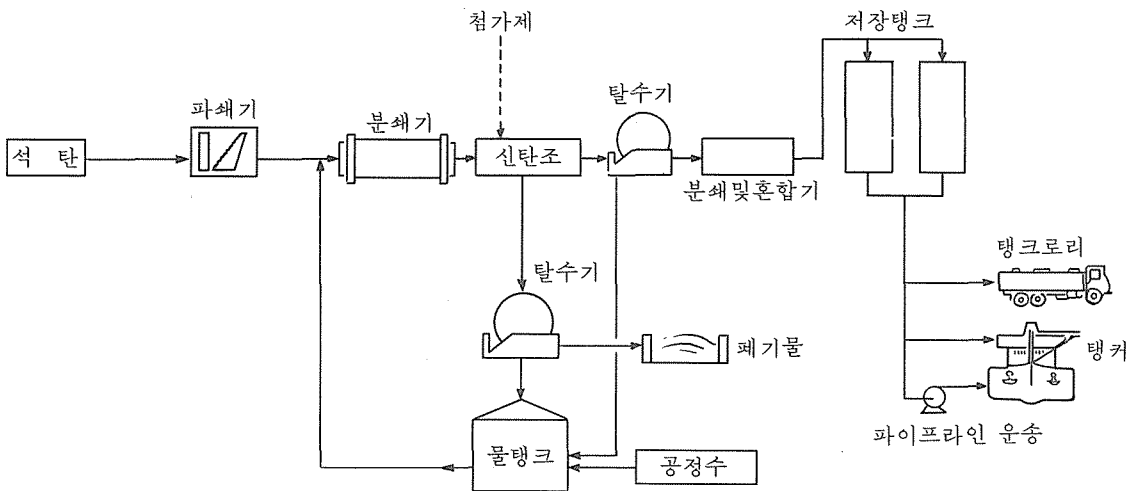 첨가제
저장탱크
탈수기
파쇄기
분쇄기
석 탄
신탄조
분쇄및혼합기
탱크로리
탈수기
폐기물
탱커
파이프라인 운송
물탱크
공정수